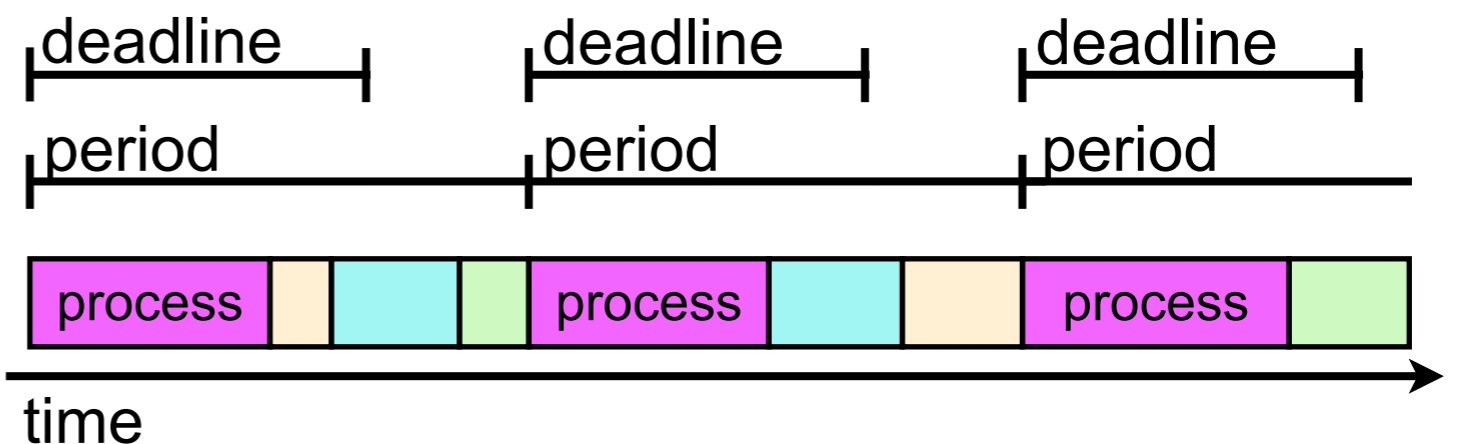 deadline deadline deadline
period period period
process process process
time